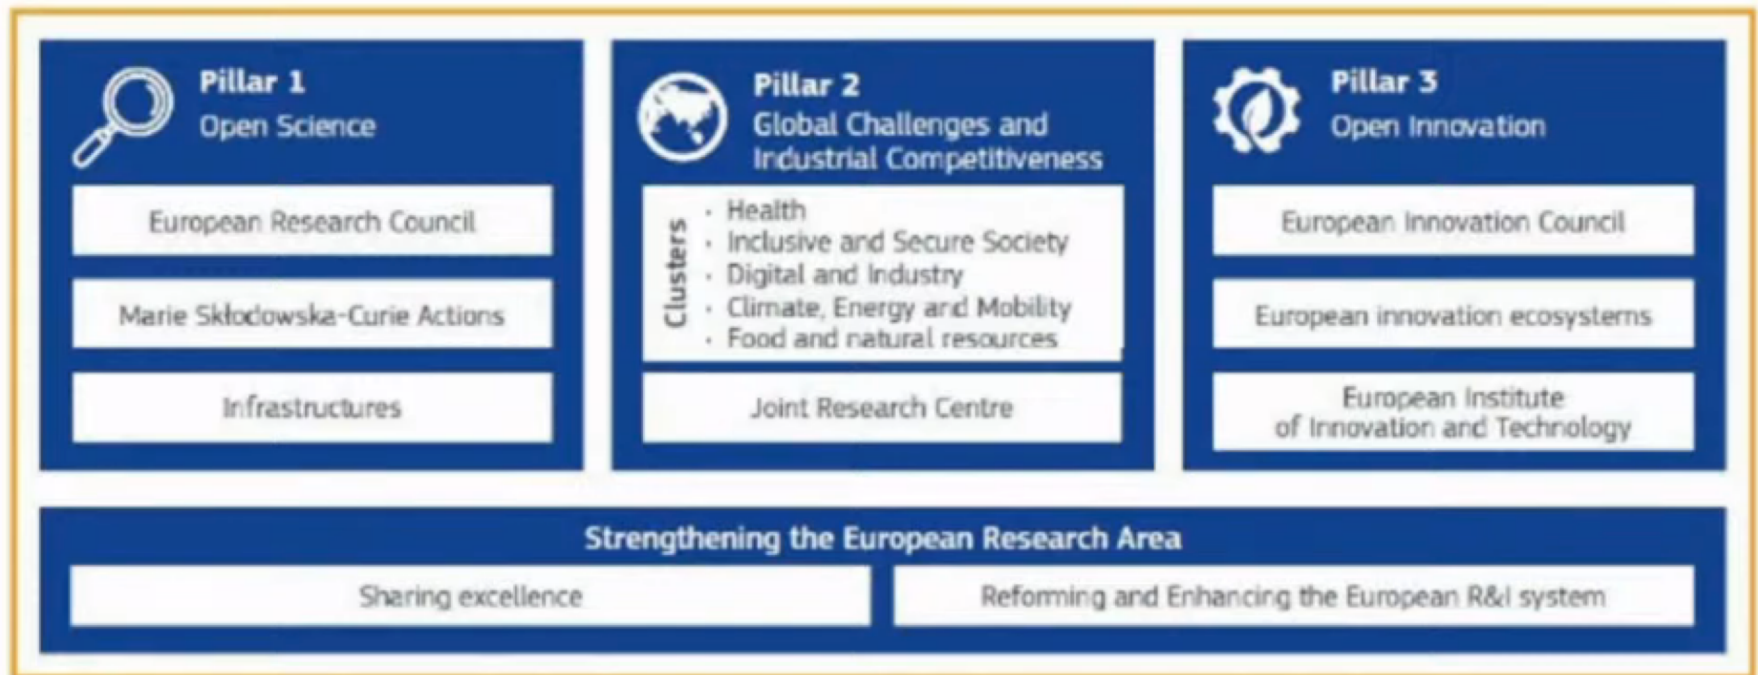 Pillar 1
Open Science
European Research Council
Marie Skłodowska-Curie Actions
Infrastructures
Pillar 2
Global Challenges and
Industrial Competitiveness
Clusters
· Health
· Inclusive and Secure Society
· Digital and Industry
· Climate, Energy and Mobility
· Food and natural resources
Joint Research Centre
Pillar 3
Open Innovation
European Innovation Council
European innovation ecosystems
European Institute
of Innovation and Technology
Strengthening the European Research Area
Sharing excellence
Reforming and Enhancing the European R&I system